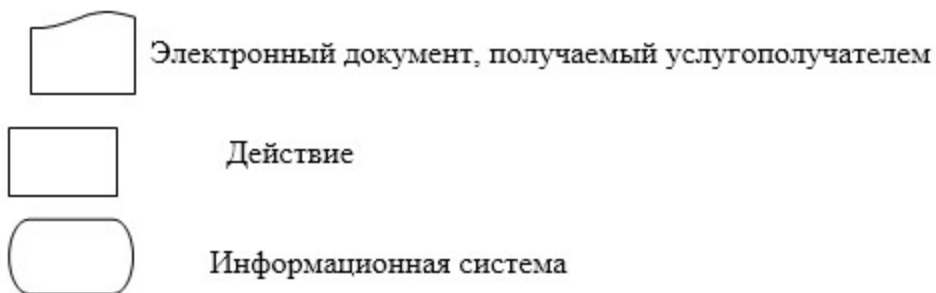 Электронный документ, получаемый услугополучателем
Действие
Информационная система